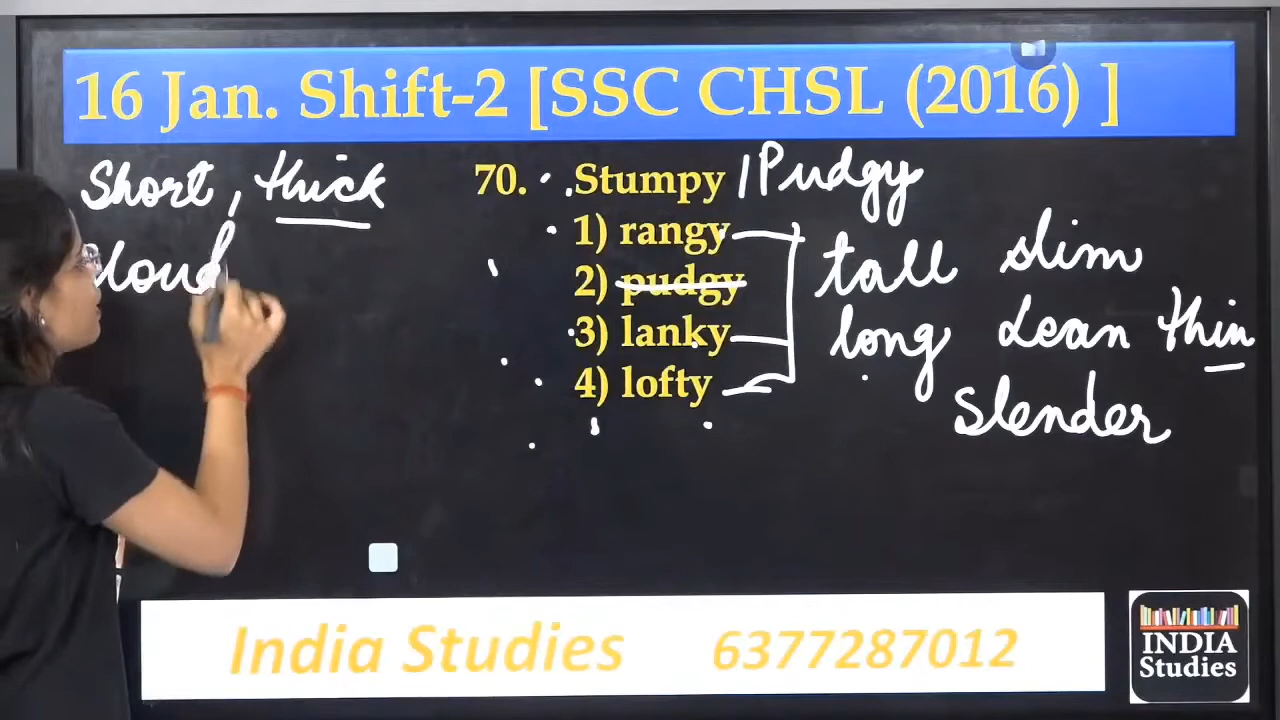 16 Jan. Shift-2 [SSC CHSL (2016) ]
Short, thick
70. Stumpy / Pudgy
1) rangy
2) pudgy
3) lanky
4) lofty
tall slim
long Lean thin
Slender
India Studies 6377287012
INDIA
Studies